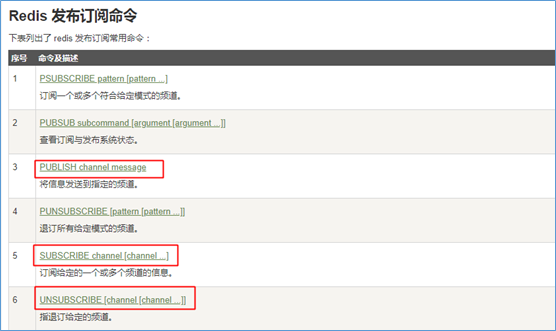 Redis 发布订阅命令
下表列出了 redis 发布订阅常用命令：
序号 命令及描述
1 PSUBSCRIBE pattern [pattern ...]
订阅一个或多个符合给定模式的频道。
2 PUBSUB subcommand [argument [argument ...]]
查看订阅与发布系统状态。
3 PUBLISH channel message
将信息发送到指定的频道。
4 PUNSUBSCRIBE [pattern [pattern ...]]
退订所有给定模式的频道。
5 SUBSCRIBE channel [channel ...]
订阅给定的一个或多个频道的信息。
6 UNSUBSCRIBE [channel [channel ...]]
指退订给定的频道。